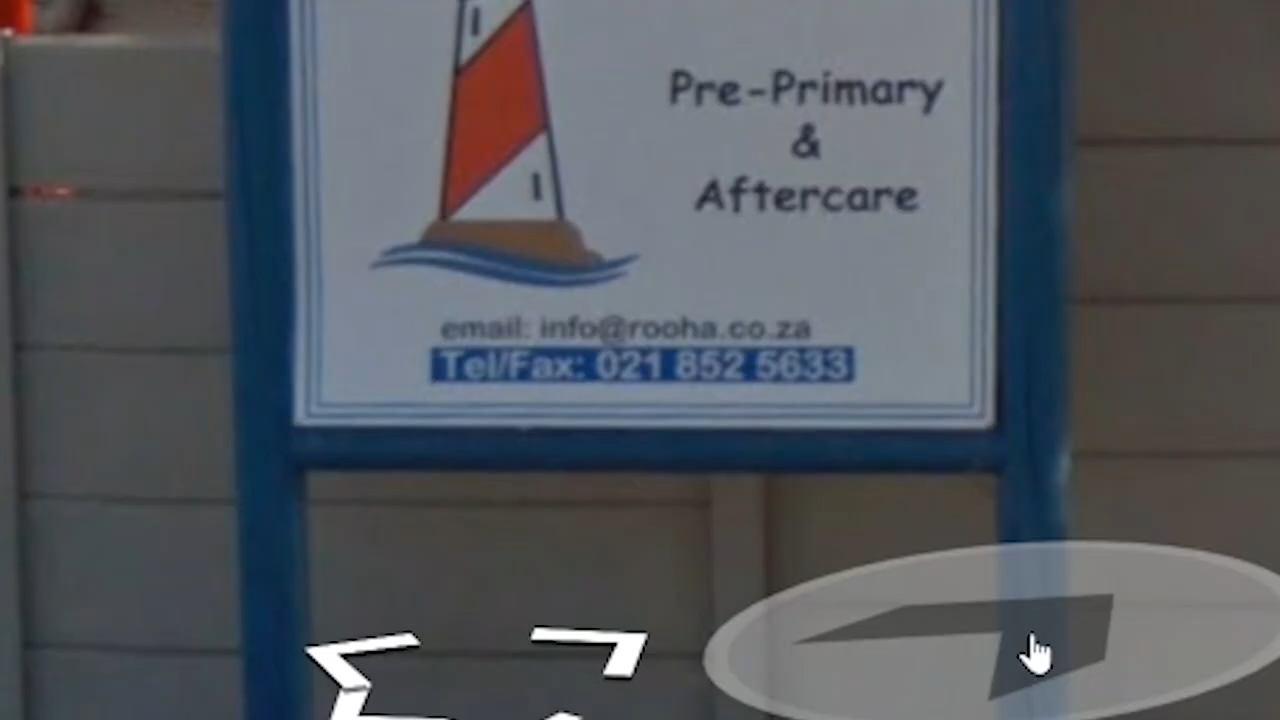 Pre-Primary
&
Aftercare
email: info@rooha.co.za
Tel/Fax: 021 852 5633